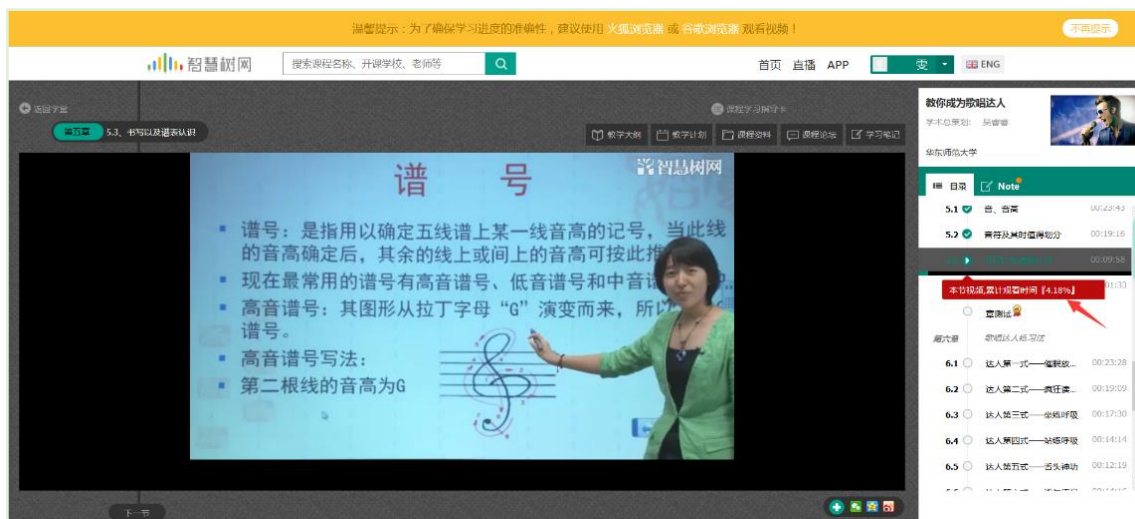 温馨提示：为了确保学习进度的准确性，建议使用 火狐浏览器 或 谷歌浏览器 观看视频！
不再提示
智慧树网
搜索课程名称、开课学校、老师等
首页 直播 APP
雯
ENG
返回学堂
第五章 5.3、书写以及谱表认识
教学大纲 教学计划 课程资料 课程论坛 学习笔记
智慧树网
谱 号
谱号：是指用以确定五线谱上某一线音高的记号，当此线
的音高确定后，其余的线上或间上的音高可按此推
现在最常用的谱号有高音谱号、低音谱号和中音谱
高音谱号：其图形从拉丁字母“G”演变而来，所以
谱号。
高音谱号写法：
第二根线的音高为G
下一节
教你成为歌唱达人
学术总策划：
华东师范大学
目录 Note
5.1 音、音高 00:23:43
5.2 音符及其时值得划分 00:19:16
00:09:58
本节视频,累计观看时间『4.18%』
01:33
章测试
第六章 歌唱达人练习法
6.1 达人第一式——催眠放... 00:23:28
6.2 达人第二式——疯狂读... 00:19:09
6.3 达人第三式——坐练呼吸 00:17:30
6.4 达人第四式——站练呼吸 00:14:14
6.5 达人第五式——舌头神功 00:12:19